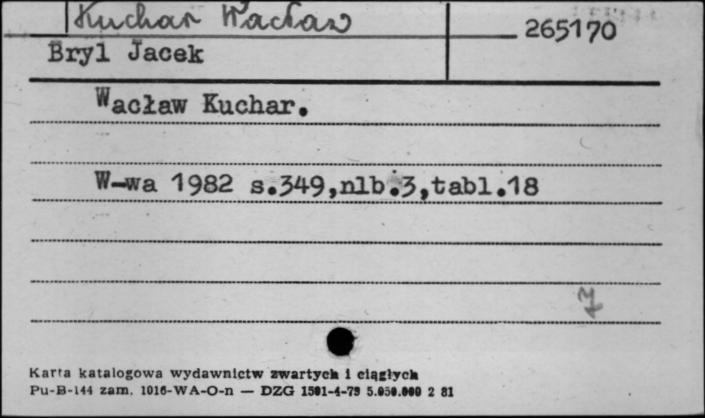 Kuchar Wacław
265170
Bryl Jacek
Wacław Kuchar.
W-wa 1982 s.349,nlb.3,tabl.18
7
Karta katalogowa wydawnictw zwartych i ciągłych
Pu-B-144 zam. 1016-WA-O-n — DZG 1501-4-79 5.050.000 2 81